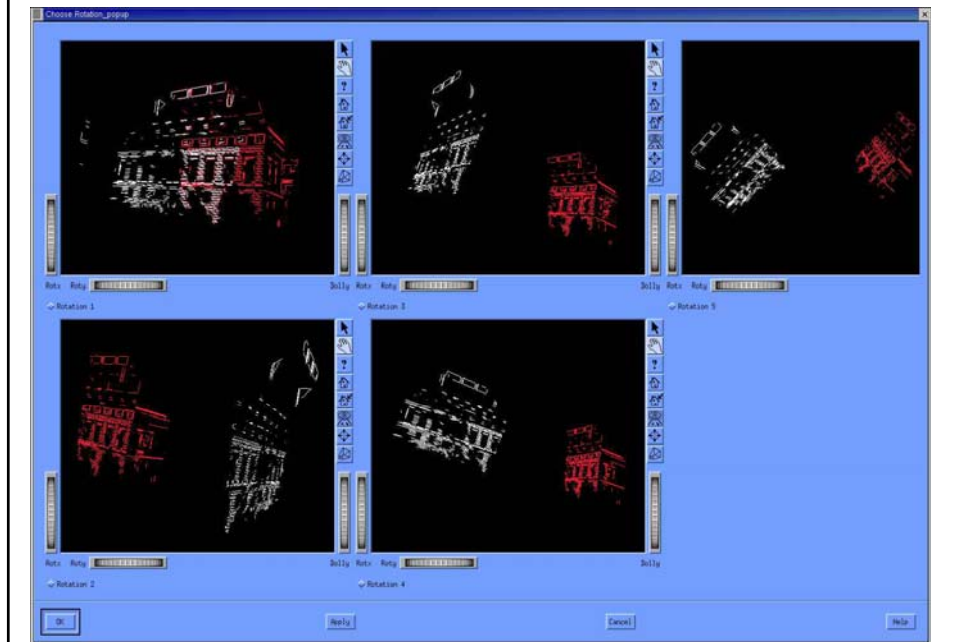 Choose Rotation_popup
?
?
Rotx Roty Dolly Rotx Roty Dolly Rotx Roty
Rotation 1 Rotation 3 Rotation 5
?
?
Rotx Roty Dolly Rotx Roty Dolly
Rotation 2 Rotation 4
OK Apply Cancel Help